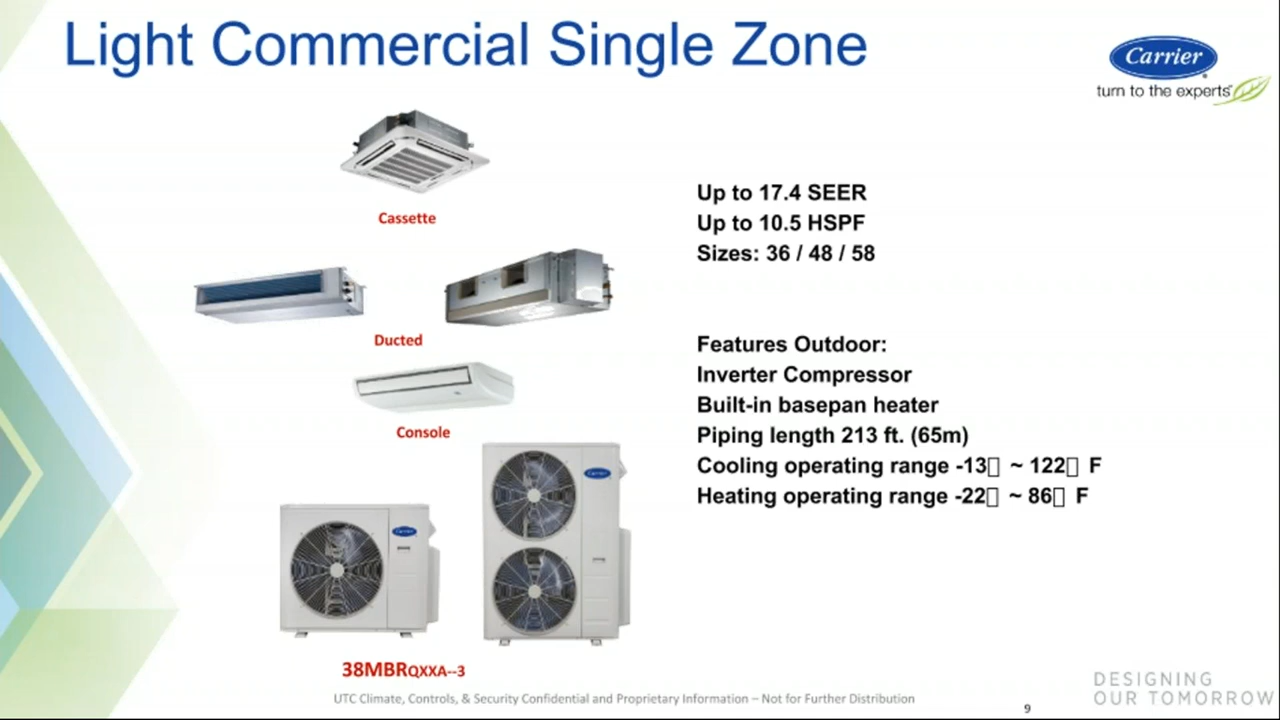 Light Commercial Single Zone
Carrier
turn to the experts
Cassette
Ducted
Console
38MBRQXXA--3
Up to 17.4 SEER
Up to 10.5 HSPF
Sizes: 36 / 48 / 58
Features Outdoor:
Inverter Compressor
Built-in basepan heater
Piping length 213 ft. (65m)
Cooling operating range -13▯ ~ 122▯ F
Heating operating range -22▯ ~ 86▯ F
Carrier
Carrier
UTC Climate, Controls, & Security Confidential and Proprietary Information – Not for Further Distribution
9
DESIGNING
OUR TOMORROW